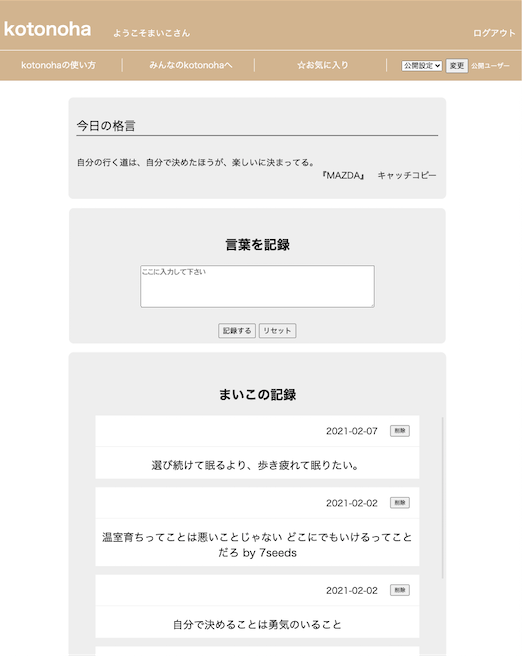 kotonoha ようこそまいこさん ログアウト
kotonohaの使い方 みんなのkotonohaへ ☆お気に入り 公開設定 変更 公開ユーザー
今日の格言
自分の行く道は、自分で決めたほうが、楽しいに決まってる。
『MAZDA』 キャッチコピー
言葉を記録
ここに入力して下さい
記録する リセット
まいこの記録
2021-02-07 削除
選び続けて眠るより、歩き疲れて眠りたい。
2021-02-02 削除
温室育ちってことは悪いことじゃない どこにでもいけるってこと
だろ by 7seeds
2021-02-02 削除
自分で決めることは勇気のいること